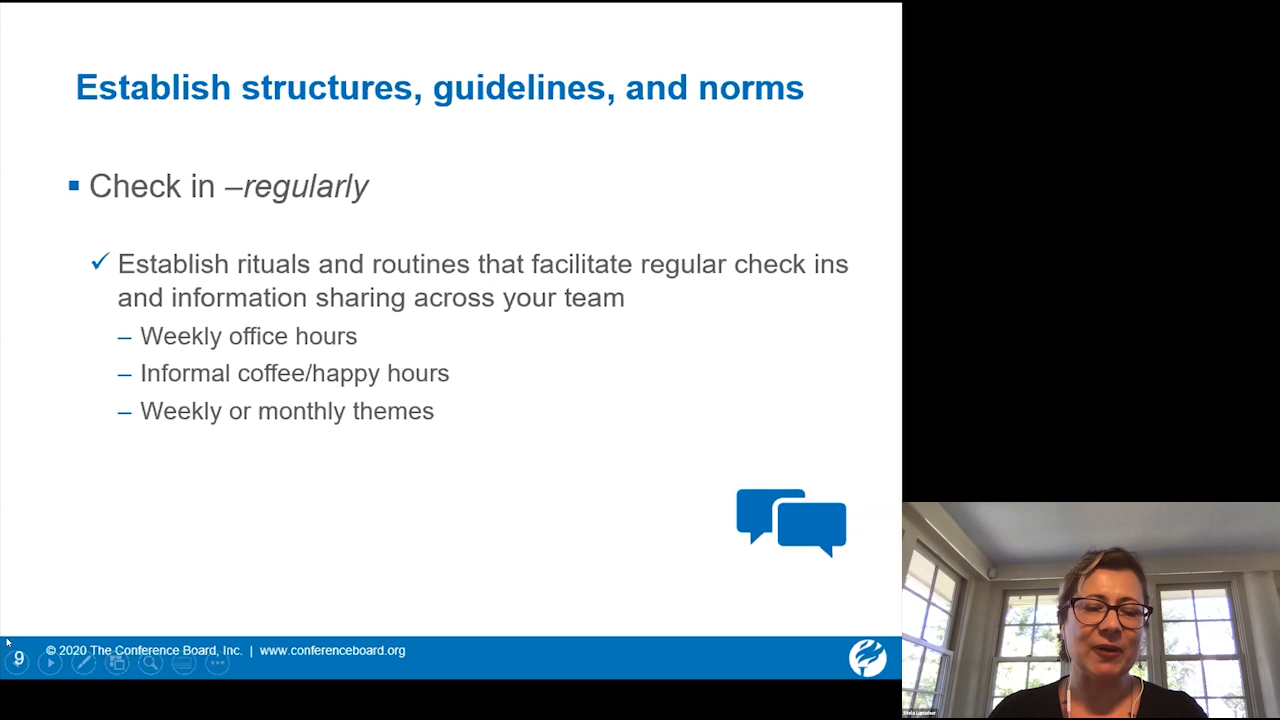 Establish structures, guidelines, and norms
Check in –regularly
Establish rituals and routines that facilitate regular check ins
and information sharing across your team
– Weekly office hours
– Informal coffee/happy hours
– Weekly or monthly themes
9
© 2020 The Conference Board, Inc. | www.conferenceboard.org